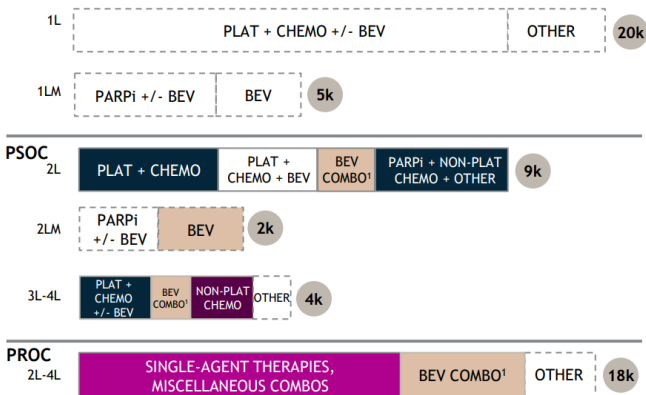 1L
PLAT + CHEMO +/- BEV
OTHER
20k
1LM
PARPi +/- BEV
BEV
5k
PSOC
2L
PLAT + CHEMO
PLAT +
CHEMO + BEV
BEV
COMBO¹
PARPi + NON-PLAT
CHEMO + OTHER
9k
2LM
PARPi
+/- BEV
BEV
2k
3L-4L
PLAT +
CHEMO
+/- BEV
BEV
COMBO¹
NON-PLAT
CHEMO
OTHER
4k
PROC
2L-4L
SINGLE-AGENT THERAPIES,
MISCELLANEOUS COMBOS
BEV COMBO¹
OTHER
18k